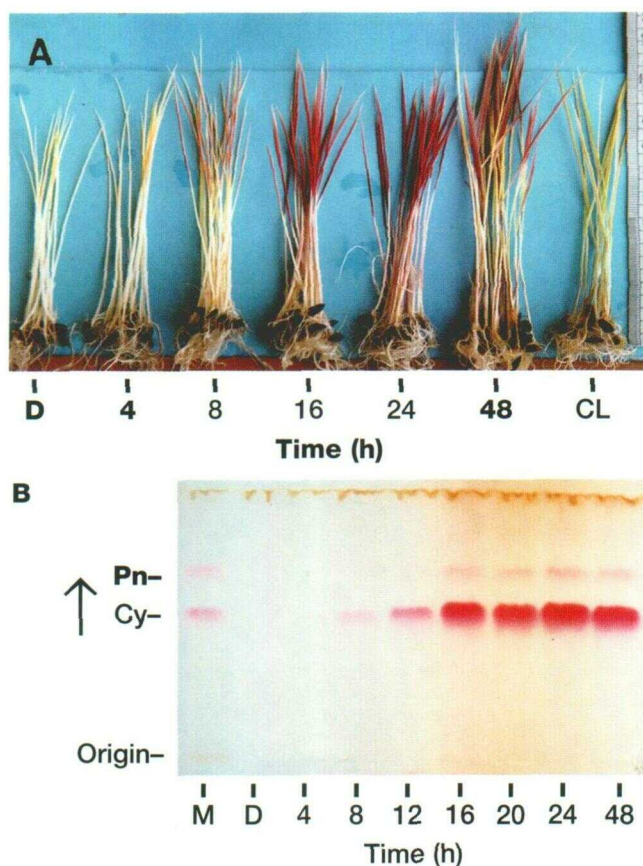 A
D 4 8 16 24 48 CL
Time (h)
B
Pn–
Cy–
Origin–
M D 4 8 12 16 20 24 48
Time (h)